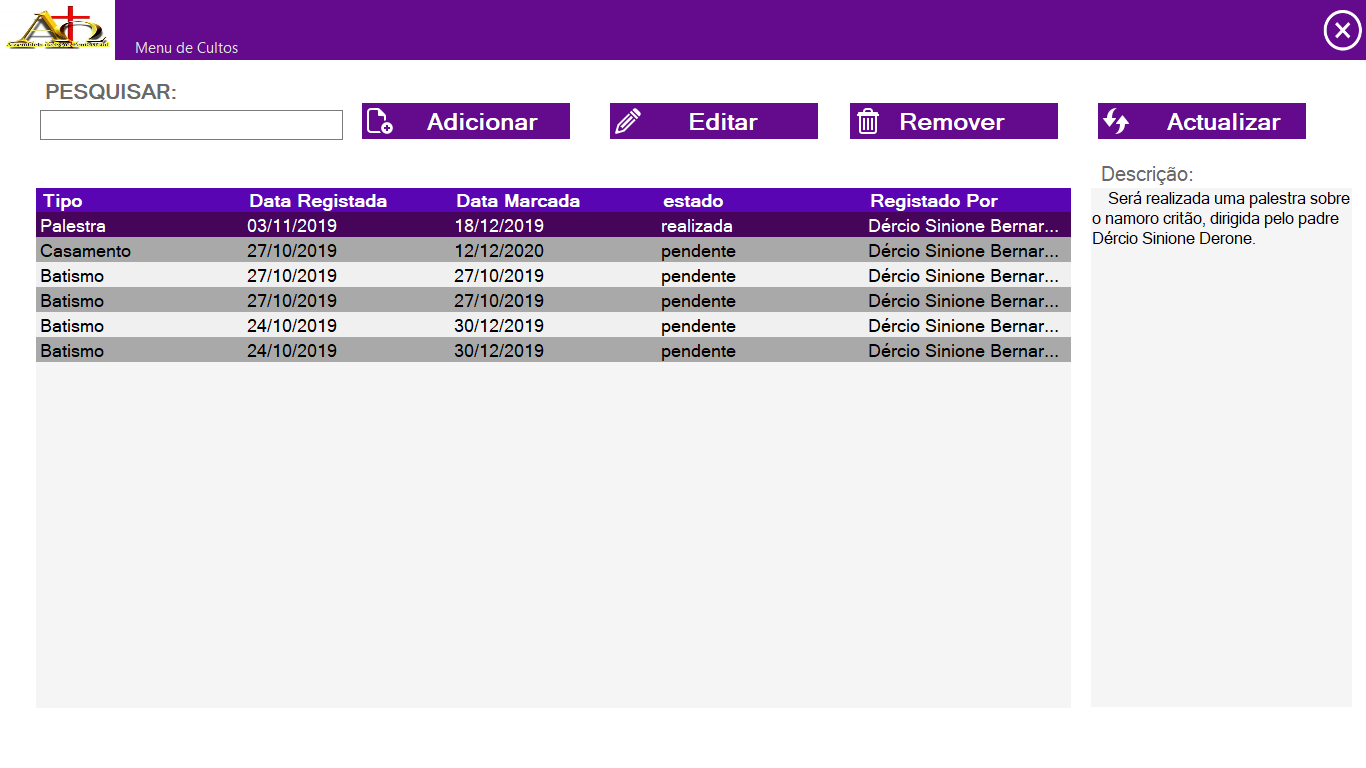 Menu de Cultos
PESQUISAR:
Adicionar
Editar
Remover
Actualizar
Descrição:
Será realizada uma palestra sobre
o namoro critão, dirigida pelo padre
Dércio Sinione Derone.
Tipo Data Registada Data Marcada estado Registado Por
Palestra 03/11/2019 18/12/2019 realizada Dércio Sinione Bernar...
Casamento 27/10/2019 12/12/2020 pendente Dércio Sinione Bernar...
Batismo 27/10/2019 27/10/2019 pendente Dércio Sinione Bernar...
Batismo 27/10/2019 27/10/2019 pendente Dércio Sinione Bernar...
Batismo 24/10/2019 30/12/2019 pendente Dércio Sinione Bernar...
Batismo 24/10/2019 30/12/2019 pendente Dércio Sinione Bernar...